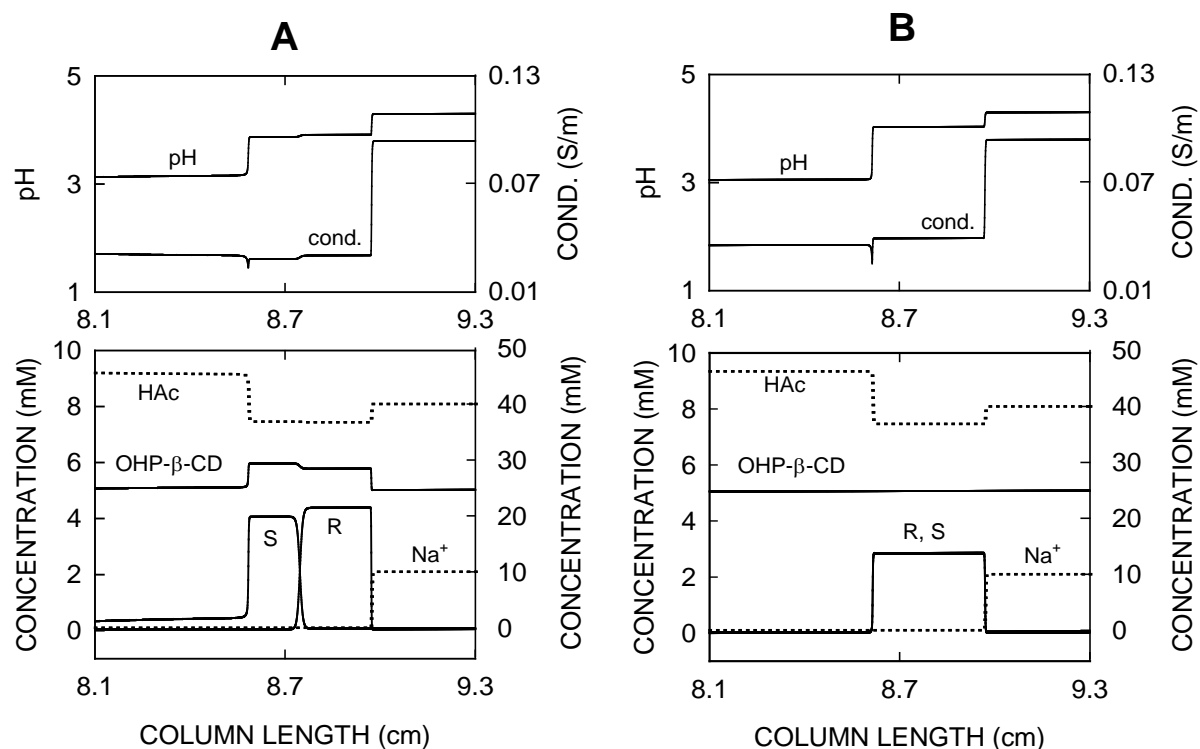 A
5
3
1
pH
pH
cond.
0.13
0.07
0.01
COND. (S/m)
8.1
8.7
9.3
10
8
6
4
2
0
CONCENTRATION (mM)
HAc
OHP-β-CD
S
R
Na⁺
50
40
30
20
10
0
CONCENTRATION (mM)
8.1
8.7
9.3
COLUMN LENGTH (cm)
B
5
3
1
pH
pH
cond.
0.13
0.07
0.01
COND. (S/m)
8.1
8.7
9.3
10
8
6
4
2
0
CONCENTRATION (mM)
HAc
OHP-β-CD
R, S
Na⁺
50
40
30
20
10
0
CONCENTRATION (mM)
8.1
8.7
9.3
COLUMN LENGTH (cm)